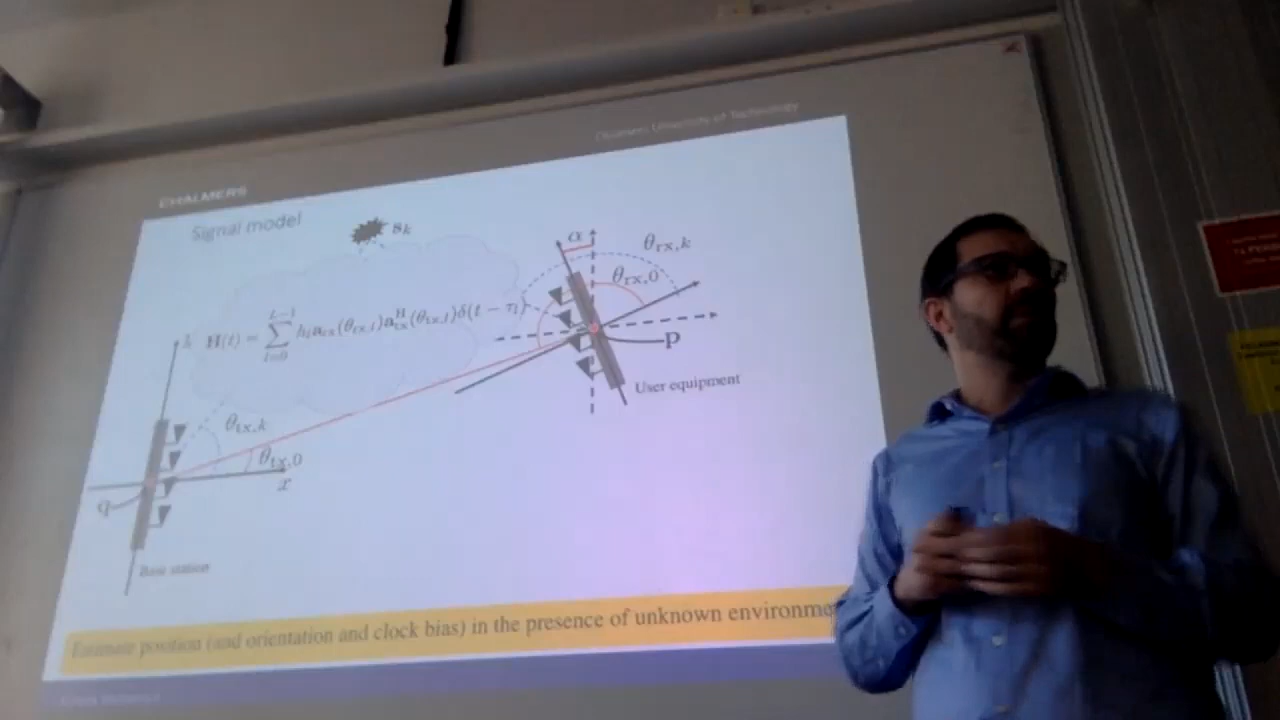 CHALMERS
Chalmers University of Technology
Signal model
s_k
α
θ_rx,k
θ_rx,0
H(t) = \sum_{l=0}^{L-1} h_l a_rx(θ_rx,l) a_tx^H(θ_tx,l) δ(t − τ_l)
p
User equipment
θ_tx,k
θ_tx,0
x
q
Base station
Estimate position (and orientation and clock bias) in the presence of unknown